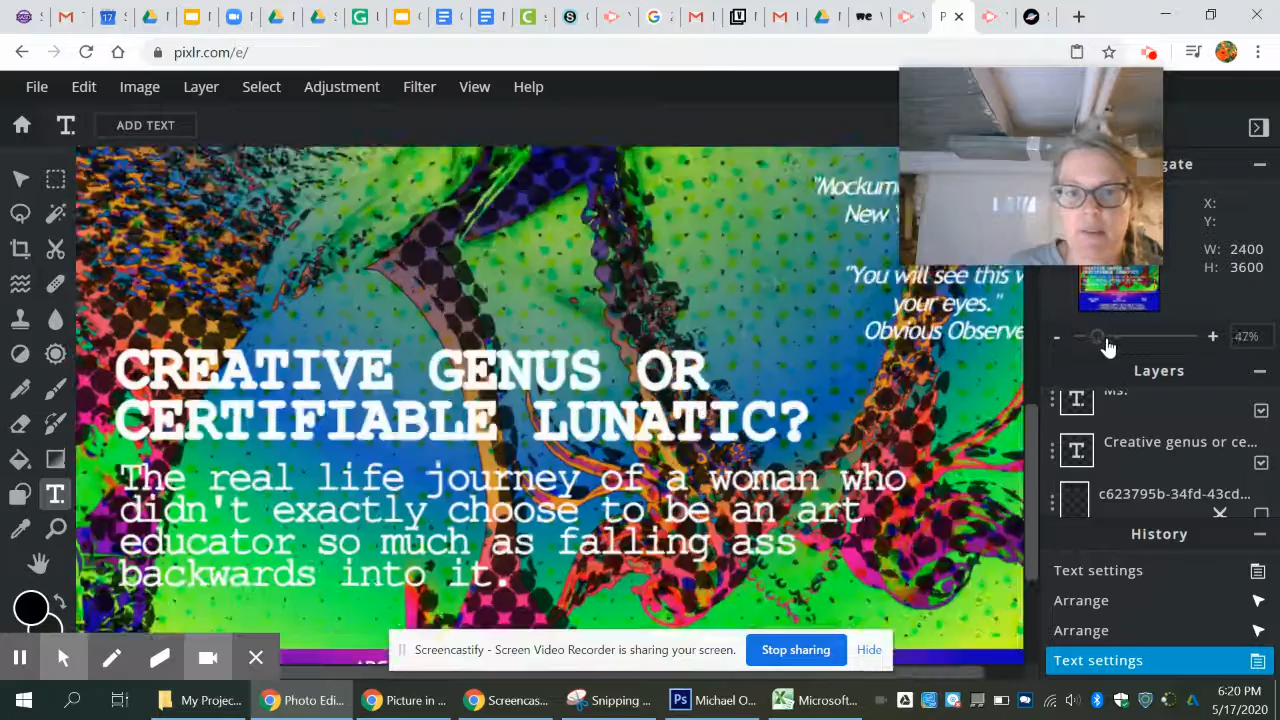 we
P
pixlr.com/e/
File Edit Image Layer Select Adjustment Filter View Help
ADD TEXT
X:
Y:
W: 2400
H: 3600
47%
Layers
Creative genus or ce...
c623795b-34fd-43cd...
History
Text settings
Arrange
Arrange
Text settings
New
"You will see this w
your eyes."
Obvious Observe
CREATIVE GENUS OR
CERTIFIABLE LUNATIC?
The real life journey of a woman who
didn't exactly choose to be an art
educator so much as falling ass
backwards into it.
Screencastify - Screen Video Recorder is sharing your screen. Stop sharing Hide
My Project... Photo Edi... Picture in ... Screencas... Snipping ... Michael O... Microsoft...
6:20 PM
5/17/2020